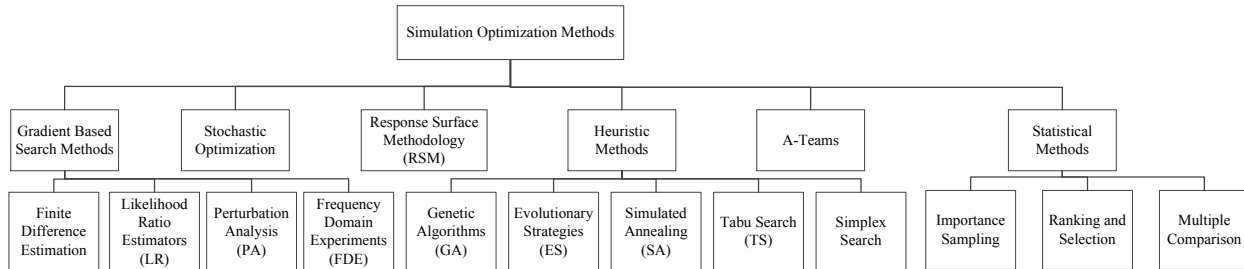 Simulation Optimization Methods
Gradient Based
Search Methods
Stochastic
Optimization
Response Surface
Methodology
(RSM)
Heuristic
Methods
A-Teams
Statistical
Methods
Finite
Difference
Estimation
Likelihood
Ratio
Estimators
(LR)
Perturbation
Analysis
(PA)
Frequency
Domain
Experiments
(FDE)
Genetic
Algorithms
(GA)
Evolutionary
Strategies
(ES)
Simulated
Annealing
(SA)
Tabu Search
(TS)
Simplex
Search
Importance
Sampling
Ranking and
Selection
Multiple
Comparison